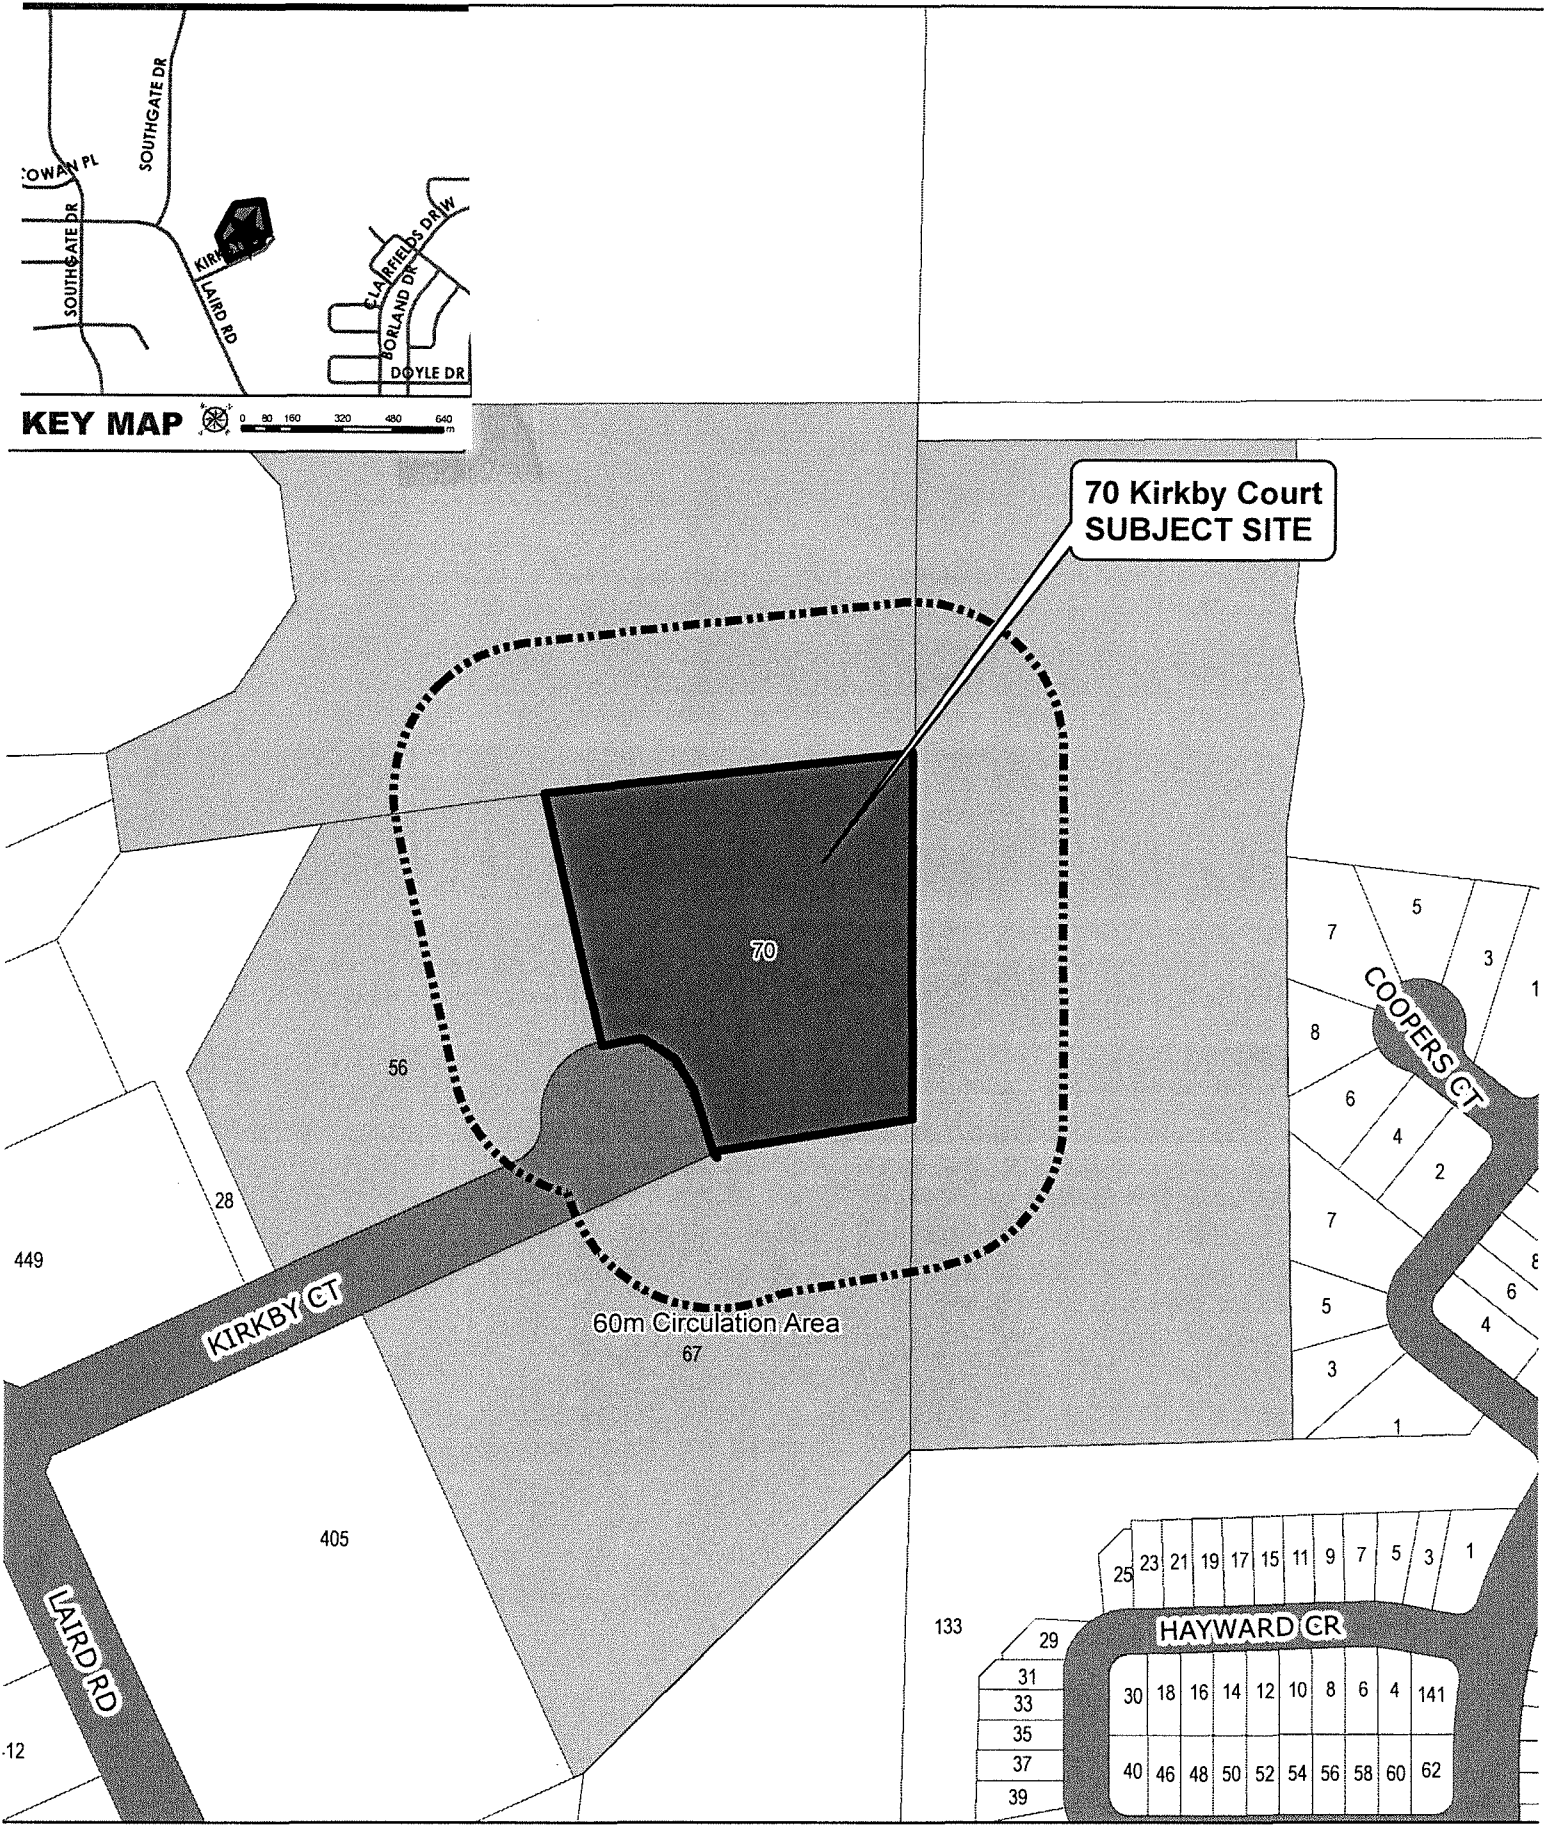 SOUTHGATE DR
COWAN PL
SOUTHGATE DR
LAIRD RD
CLAIRFIELDS DR W
BORLAND DR
DOYLE DR
KEY MAP
0 80 160 320 480 640
m
70 Kirkby Court
SUBJECT SITE
70
56
28
449
KIRKBY CT
60m Circulation Area
67
405
LAIRD RD
-12
5
7
3
1
COOPERS CT
8
6
4
2
7
8
6
5
4
3
1
133
25 23 21 19 17 15 11 9 7 5 3 1
HAYWARD CR
29
31
33
35
37
39
30 18 16 14 12 10 8 6 4 141
40 46 48 50 52 54 56 58 60 62